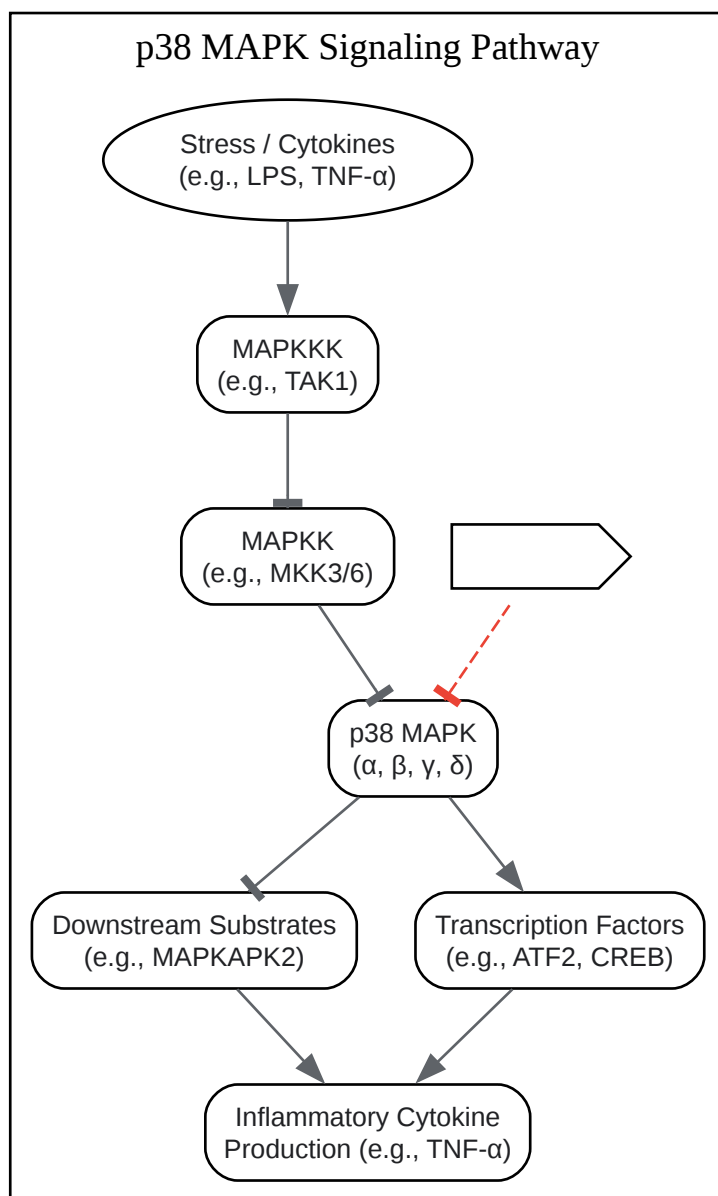 p38 MAPK Signaling Pathway
Stress / Cytokines
(e.g., LPS, TNF-α)
MAPKKK
(e.g., TAK1)
MAPKK
(e.g., MKK3/6)
p38 MAPK
(α, β, γ, δ)
Downstream Substrates
(e.g., MAPKAPK2)
Transcription Factors
(e.g., ATF2, CREB)
Inflammatory Cytokine
Production (e.g., TNF-α)